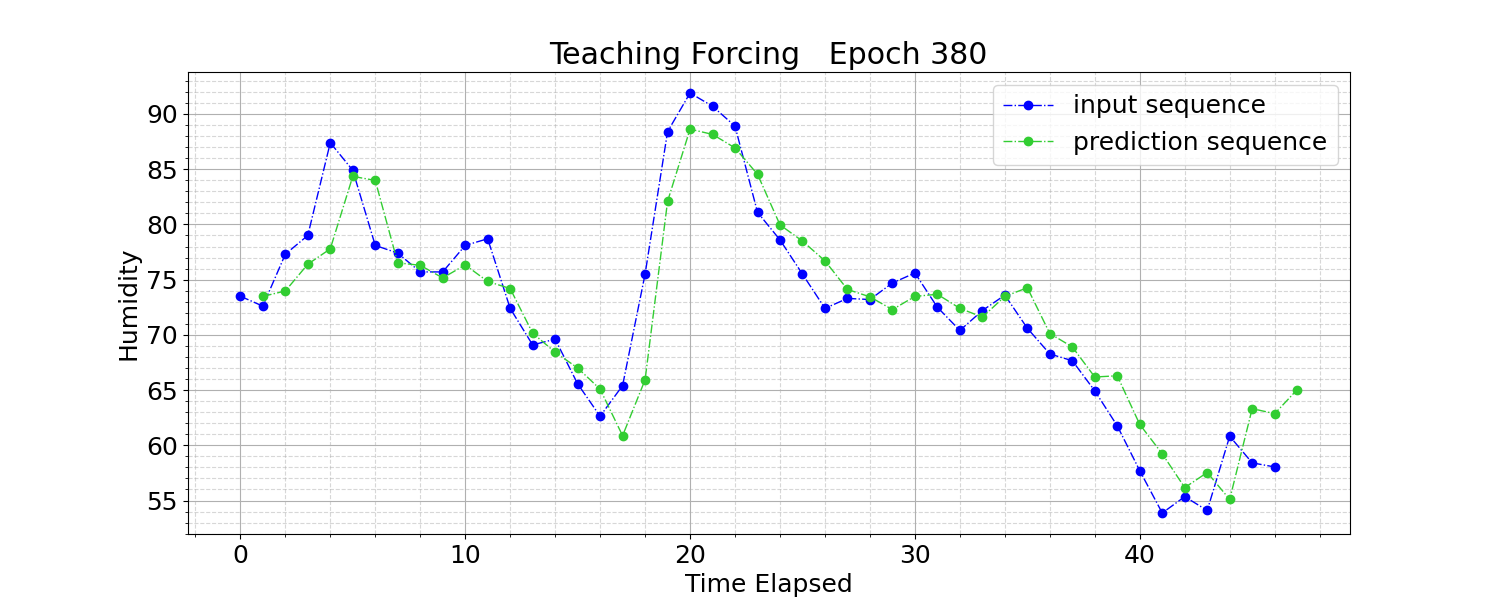 Teaching Forcing   Epoch 380
input sequence
prediction sequence
Humidity
90
85
80
75
70
65
60
55
0 10 20 30 40
Time Elapsed